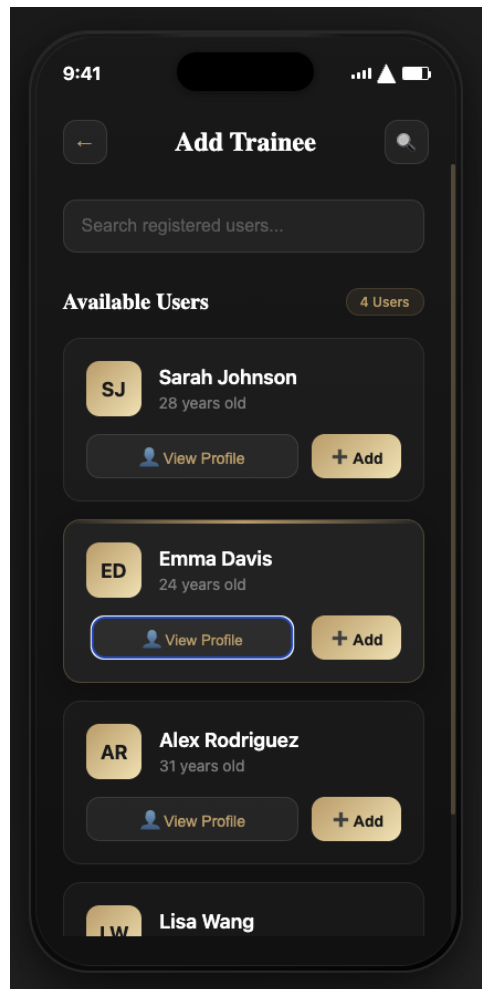 9:41
← Add Trainee
Search registered users...
Available Users 4 Users
SJ Sarah Johnson
28 years old
View Profile + Add
ED Emma Davis
24 years old
View Profile + Add
AR Alex Rodriguez
31 years old
View Profile + Add
LW Lisa Wang